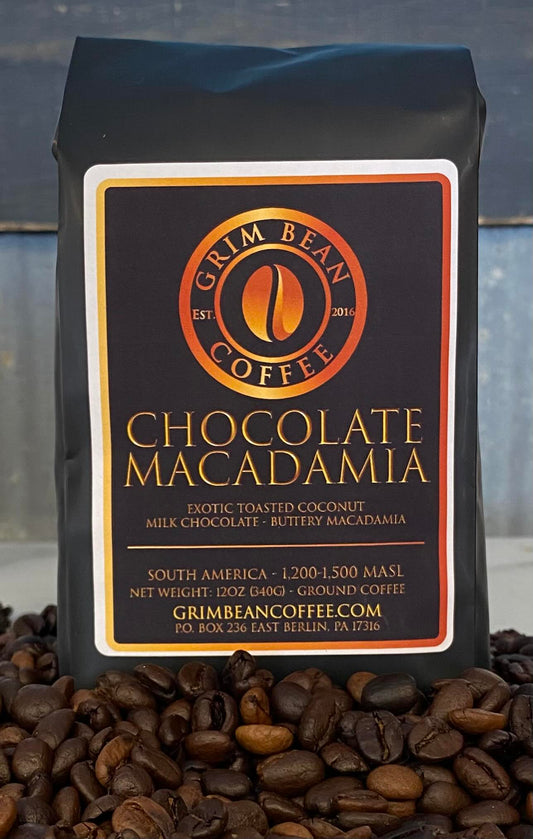 GRIM BEAN
EST. 2016
COFFEE
CHOCOLATE
MACADAMIA
EXOTIC TOASTED COCONUT
MILK CHOCOLATE - BUTTERY MACADAMIA
SOUTH AMERICA - 1,200-1,500 MASL
NET WEIGHT: 12OZ (340G) - GROUND COFFEE
GRIMBEANCOFFEE.COM
P.O. BOX 236 EAST BERLIN, PA 17316